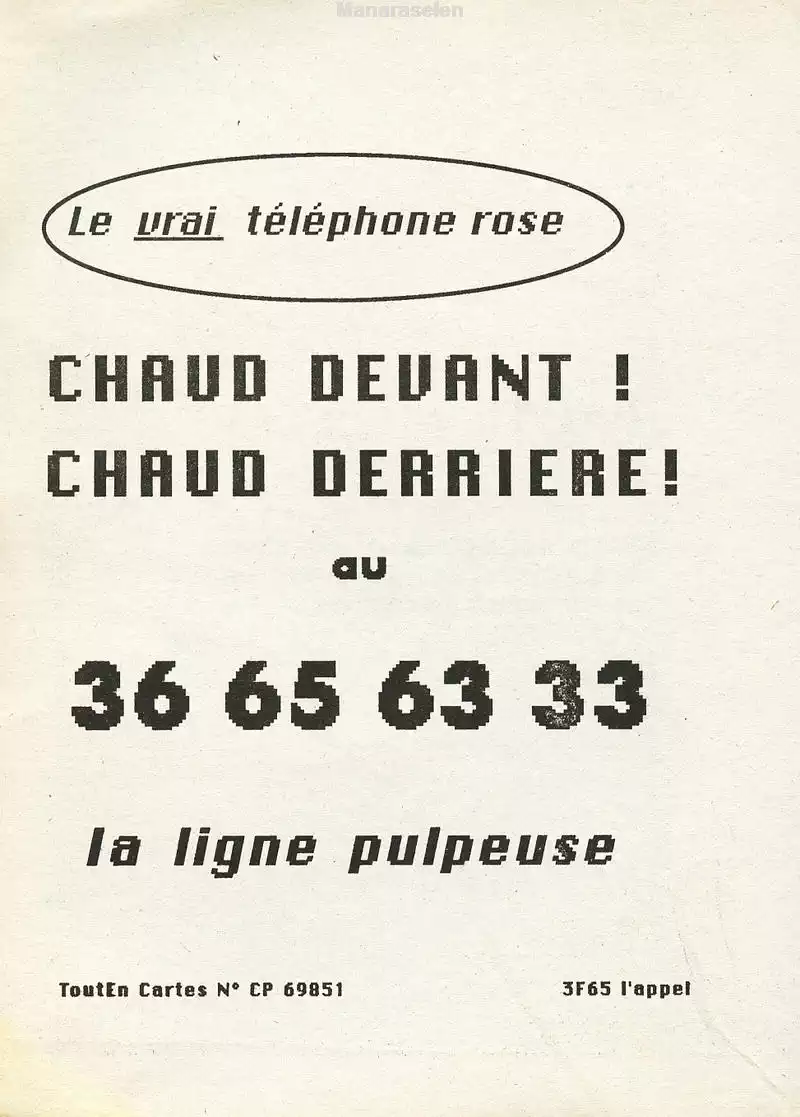 Manaraselen
Le vrai téléphone rose
CHAUD DEVANT !
CHAUD DERRIERE!
au
36 65 63 33
la ligne pulpeuse
ToutEn Cartes N° CP 69851
3F65 l'appel